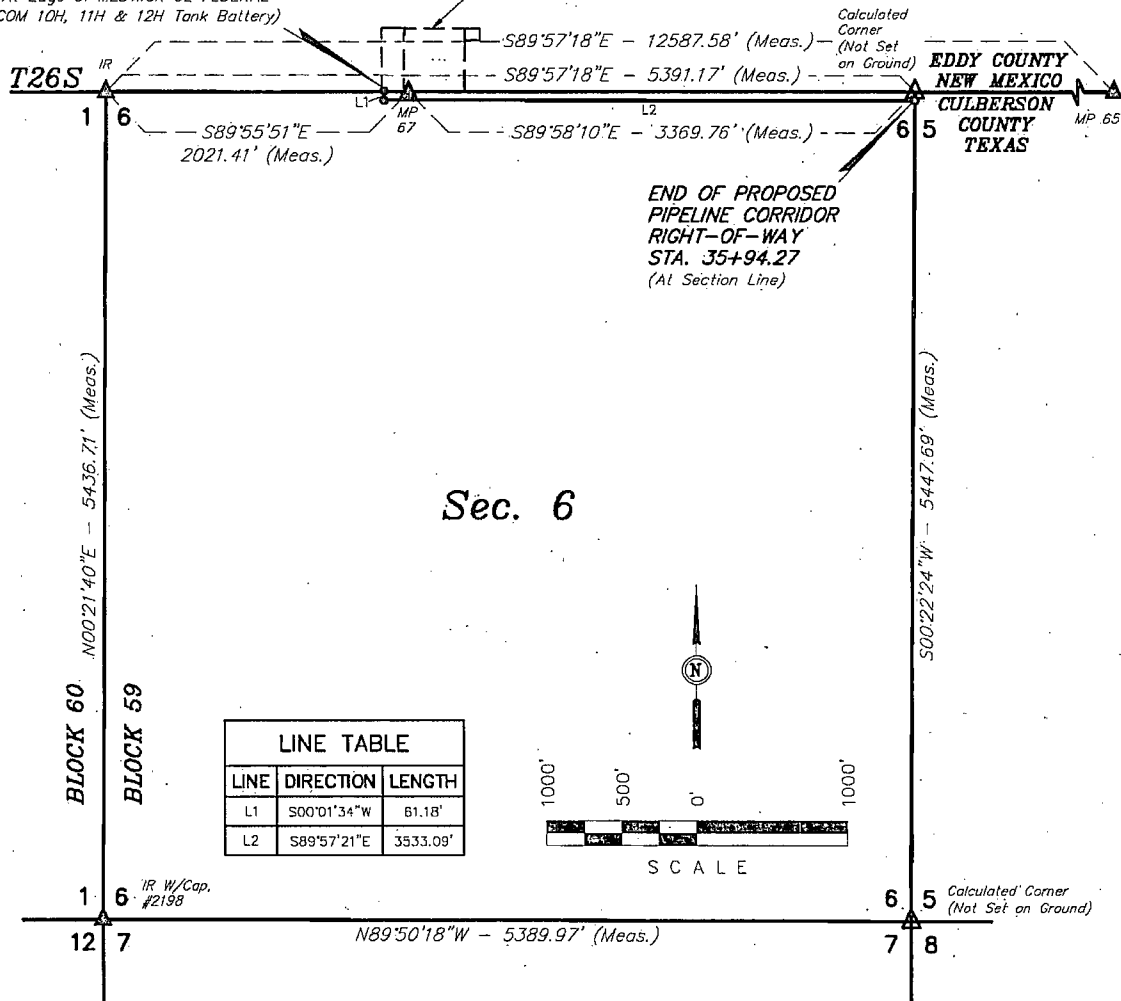 COM 10H, 11H & 12H Tank Battery)
Calculated
Corner
(Not Set
on Ground)
S89°57'18"E - 12587.58' (Meas.)
T26S
IR
S89°57'18"E - 5391.17' (Meas.)
EDDY COUNTY
NEW MEXICO
CULBERSON
COUNTY
TEXAS
MP 65
L1
MP
67
L2
1 6
S89°55'51"E
2021.41' (Meas.)
S89°58'10"E - 3369.76' (Meas.)
6 5
END OF PROPOSED
PIPELINE CORRIDOR
RIGHT-OF-WAY
STA. 35+94.27
(At Section Line)
N00°21'40"E - 5436.71' (Meas.)
S00°22'24"W - 5447.69' (Meas.)
Sec. 6
N
BLOCK 60
BLOCK 59
LINE TABLE
LINE DIRECTION LENGTH
L1 S00°01'34"W 61.18'
L2 S89°57'21"E 3533.09'
1000' 500' 0' 1000'
SCALE
1 6
IR W/Cap.
#2198
12 7
N89°50'18"W - 5389.97' (Meas.)
6 5
Calculated Corner
(Not Set on Ground)
7 8